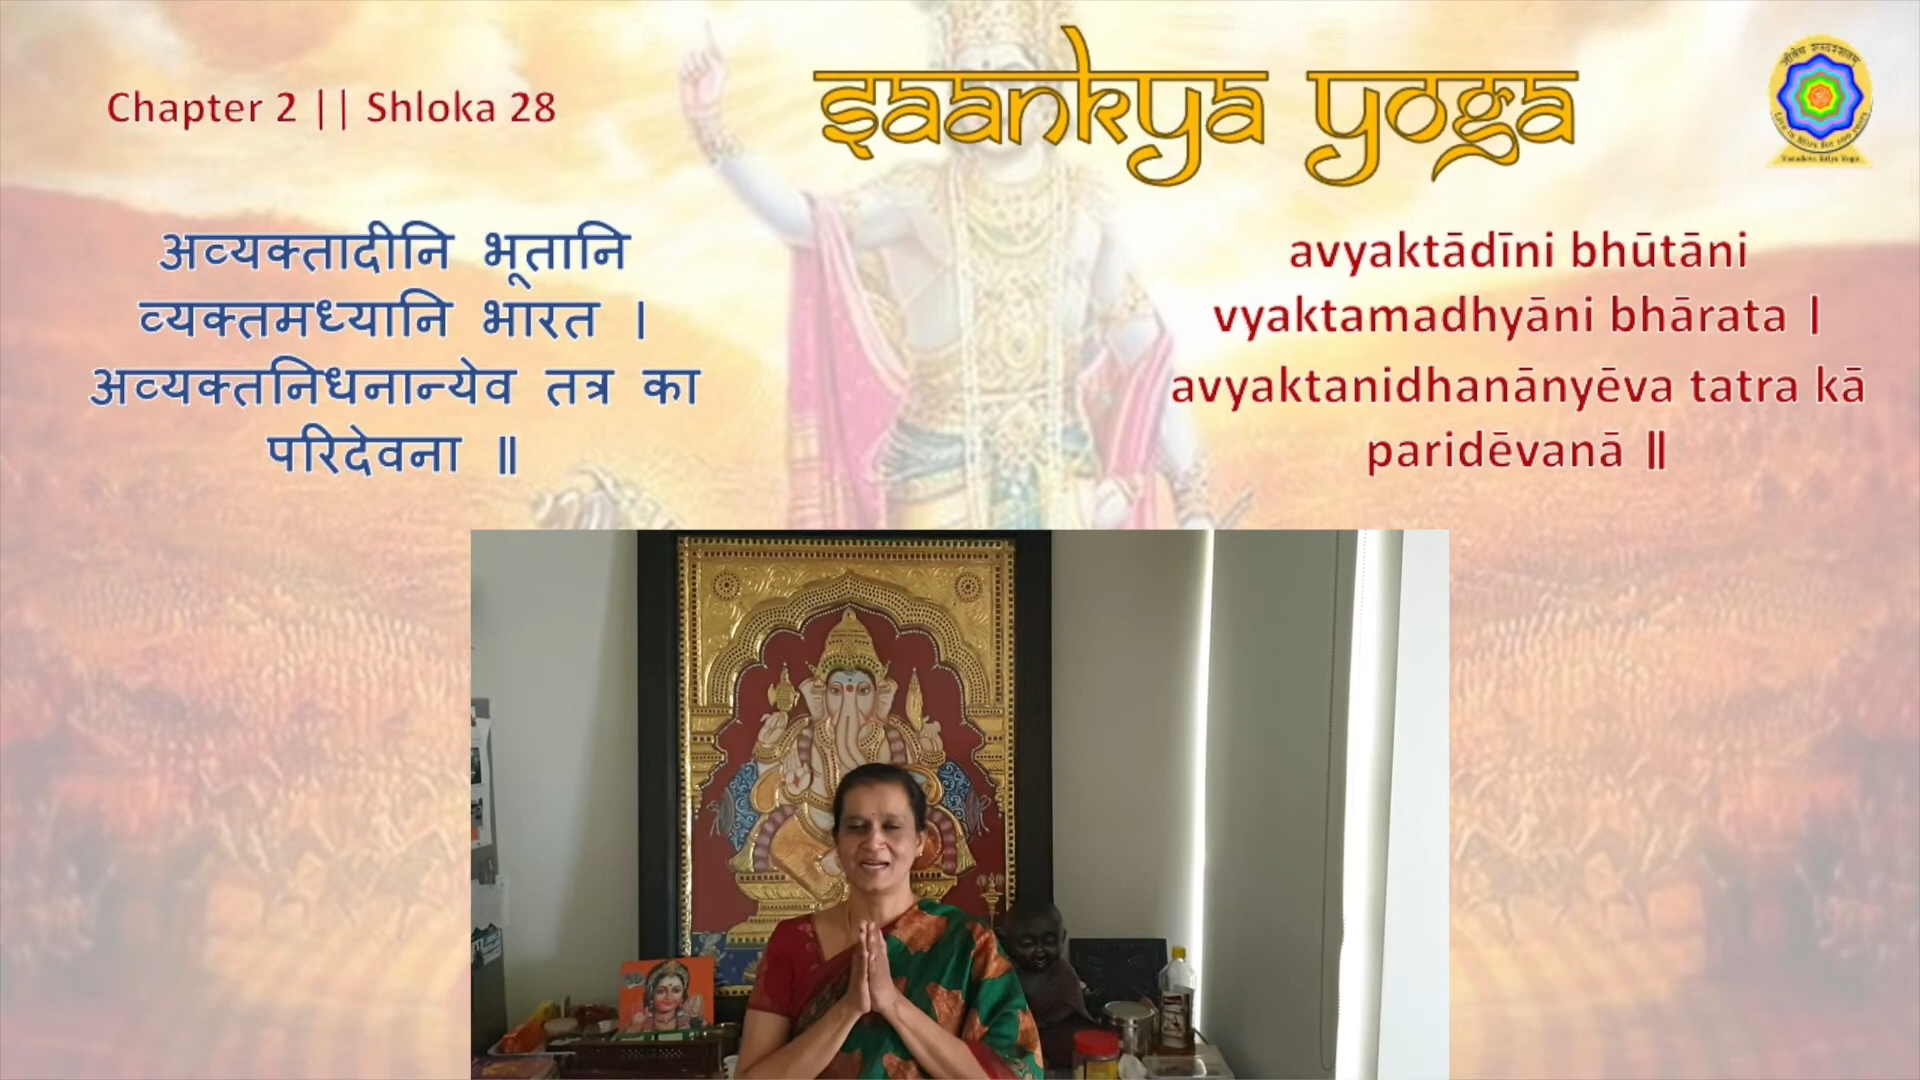 Chapter 2 || Shloka 28
saankya yoga
अव्यक्तादीनि भूतानि
व्यक्तमध्यानि भारत ।
अव्यक्तनिधनान्येव तत्र का
परिदेवना ॥
avyaktādīni bhūtāni
vyaktamadhyāni bhārata |
avyaktanidhanānyēva tatra kā
paridēvanā ||